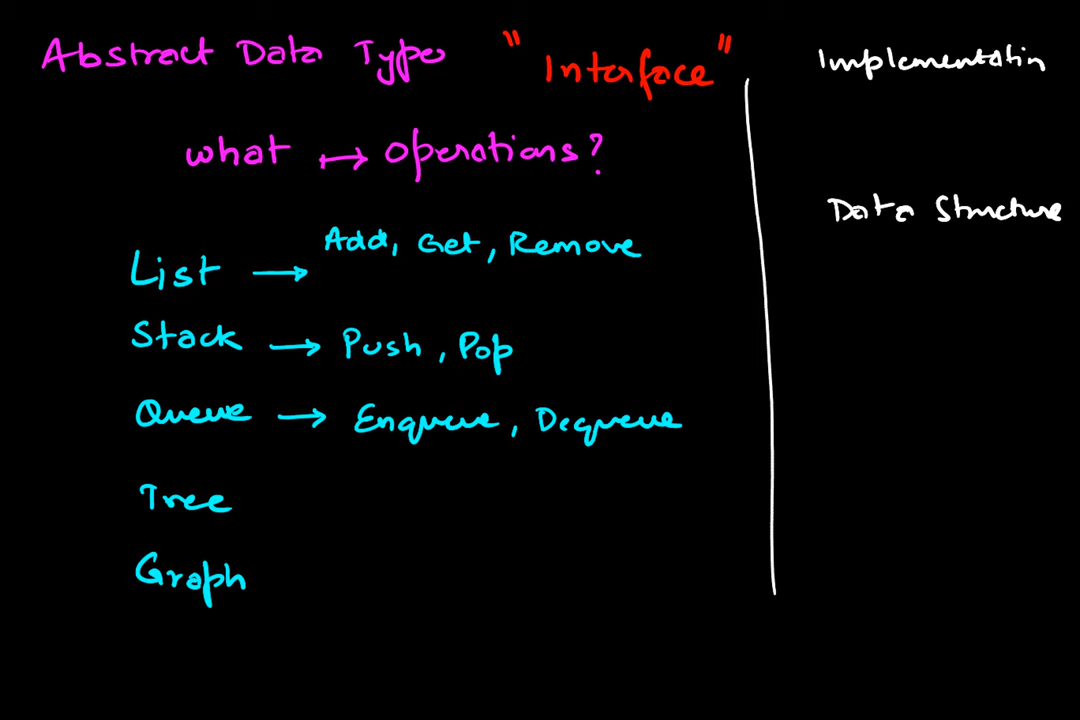 Abstract Data Type "Interface"
Implementatin
what ↦ operations?
Data Structure
List → Add, Get, Remove
Stack → Push, Pop
Queue → Enqueue, Dequeue
Tree
Graph